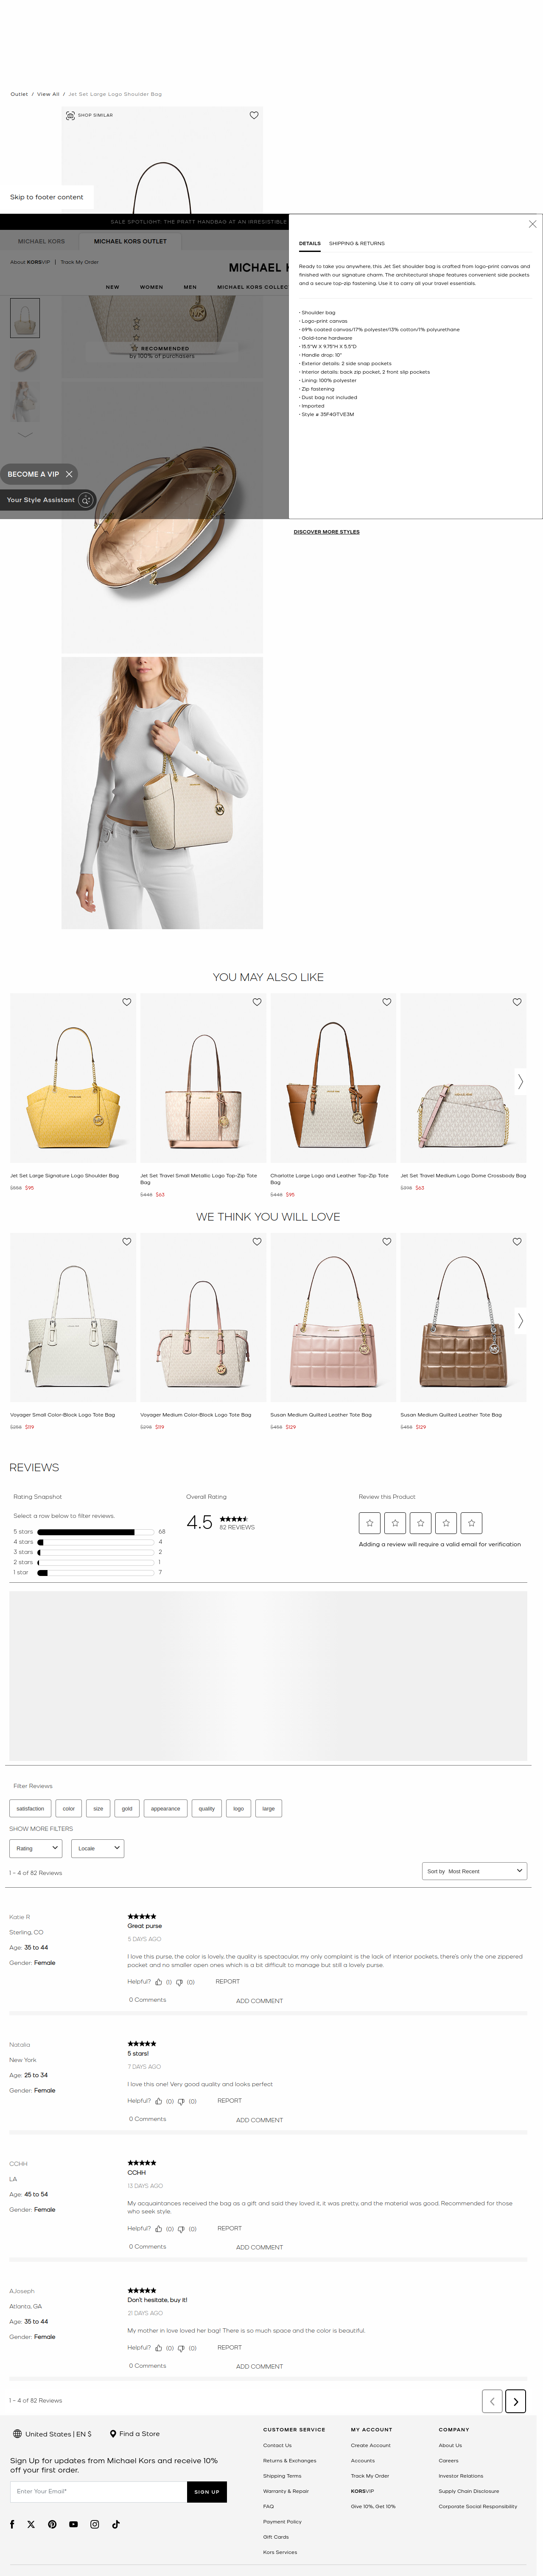 Outlet / View All / Jet Set Large Logo Shoulder Bag
SHOP SIMILAR
Skip to footer content
SALE SPOTLIGHT: THE PRATT HANDBAG AT AN IRRESISTIBLE
MICHAEL KORS
MICHAEL KORS OUTLET
About KORSVIP | Track My Order
MICHAEL K
NEW WOMEN MEN MICHAEL KORS COLLEC
RECOMMENDED
by 100% of purchasers
BECOME A VIP
Your Style Assistant
DETAILS
SHIPPING & RETURNS
Ready to take you anywhere, this Jet Set shoulder bag is crafted from logo-print canvas and
finished with our signature charm. The architectural shape features convenient side pockets
and a secure top-zip fastening. Use it to carry all your travel essentials.
• Shoulder bag
• Logo-print canvas
• 69% coated canvas/17% polyester/13% cotton/1% polyurethane
• Gold-tone hardware
• 15.5"W X 9.75"H X 5.5"D
• Handle drop: 10"
• Exterior details: 2 side snap pockets
• Interior details: back zip pocket, 2 front slip pockets
• Lining: 100% polyester
• Zip fastening
• Dust bag not included
• Imported
• Style # 35F4GTVE3M
DISCOVER MORE STYLES
YOU MAY ALSO LIKE
Jet Set Large Signature Logo Shoulder Bag
$95
Jet Set Travel Small Metallic Logo Top-Zip Tote
Bag
$448 $63
Charlotte Large Logo and Leather Top-Zip Tote
Bag
$448 $95
Jet Set Travel Medium Logo Dome Crossbody Bag
$63
WE THINK YOU WILL LOVE
Voyager Small Color-Block Logo Tote Bag
$119
Voyager Medium Color-Block Logo Tote Bag
$298 $119
Susan Medium Quilted Leather Tote Bag
$458 $129
Susan Medium Quilted Leather Tote Bag
$458 $129
REVIEWS
Rating Snapshot
Select a row below to filter reviews.
5 stars 68
4 stars 4
3 stars 2
2 stars 1
1 star 7
Overall Rating
4.5
82 REVIEWS
Review this Product
Adding a review will require a valid email for verification
Filter Reviews
satisfaction color size gold appearance quality logo large
SHOW MORE FILTERS
Rating
Locale
1 – 4 of 82 Reviews
Sort by Most Recent
Katie R
Sterling, CO
Age: 35 to 44
Gender: Female
Great purse
5 DAYS AGO
I love this purse, the color is lovely, the quality is spectacular, my only complaint is the lack of interior pockets, there's only the one zippered
pocket and no smaller open ones which is a bit difficult to manage but still a lovely purse.
Helpful? (1) (0) REPORT
0 Comments ADD COMMENT
Natalia
New York
Age: 25 to 34
Gender: Female
5 stars!
7 DAYS AGO
I love this one! Very good quality and looks perfect
Helpful? (0) (0) REPORT
0 Comments ADD COMMENT
CCHH
LA
Age: 45 to 54
Gender: Female
CCHH
13 DAYS AGO
My acquaintances received the bag as a gift and said they loved it, it was pretty, and the material was good. Recommended for those
who seek style.
Helpful? (0) (0) REPORT
0 Comments ADD COMMENT
AJoseph
Atlanta, GA
Age: 35 to 44
Gender: Female
Don't hesitate, buy it!
21 DAYS AGO
My mother in love loved her bag! There is so much space and the color is beautiful.
Helpful? (0) (0) REPORT
0 Comments ADD COMMENT
1 – 4 of 82 Reviews
United States | EN $
Find a Store
Sign Up for updates from Michael Kors and receive 10%
off your first order.
Enter Your Email*
SIGN UP
CUSTOMER SERVICE
Contact Us
Returns & Exchanges
Shipping Terms
Warranty & Repair
FAQ
Payment Policy
Gift Cards
Kors Services
MY ACCOUNT
Create Account
Accounts
Track My Order
KORSVIP
Give 10%, Get 10%
COMPANY
About Us
Careers
Investor Relations
Supply Chain Disclosure
Corporate Social Responsibility